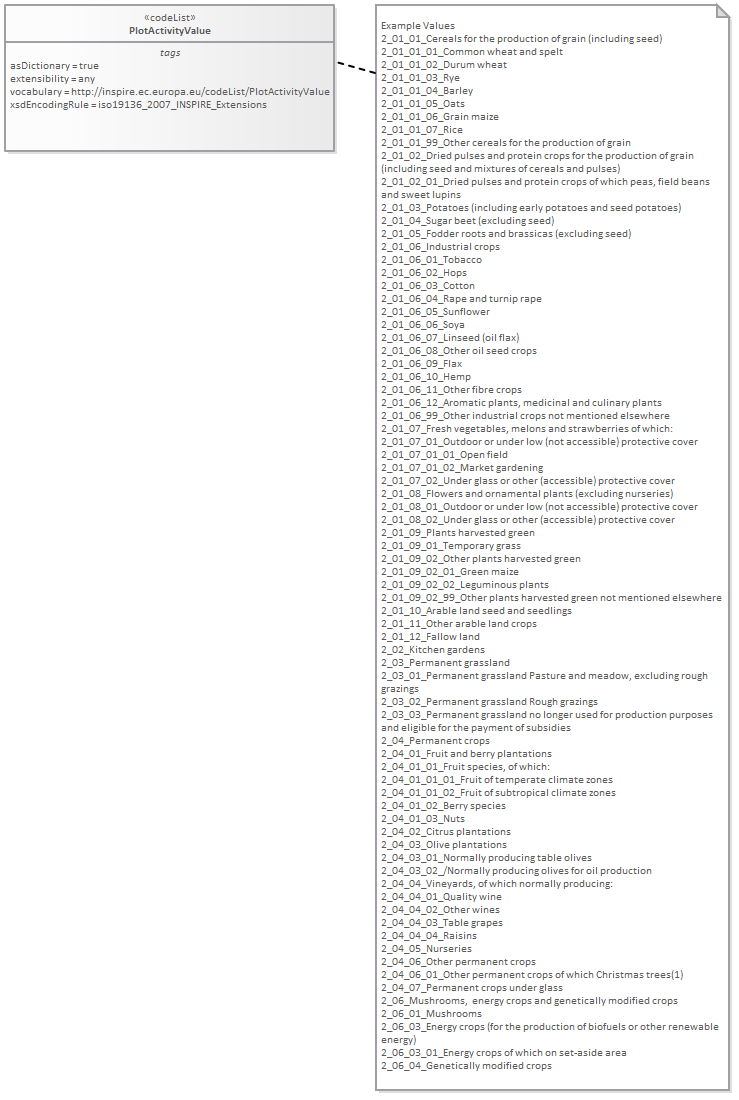 «codeList»
PlotActivityValue
tags
asDictionary = true
extensibility = any
vocabulary = http://inspire.ec.europa.eu/codeList/PlotActivityValue
xsdEncodingRule = iso19136_2007_INSPIRE_Extensions
Example Values
2_01_01_Cereals for the production of grain (including seed)
2_01_01_01_Common wheat and spelt
2_01_01_02_Durum wheat
2_01_01_03_Rye
2_01_01_04_Barley
2_01_01_05_Oats
2_01_01_06_Grain maize
2_01_01_07_Rice
2_01_01_99_Other cereals for the production of grain
2_01_02_Dried pulses and protein crops for the production of grain
(including seed and mixtures of cereals and pulses)
2_01_02_01_Dried pulses and protein crops of which peas, field beans
and sweet lupins
2_01_03_Potatoes (including early potatoes and seed potatoes)
2_01_04_Sugar beet (excluding seed)
2_01_05_Fodder roots and brassicas (excluding seed)
2_01_06_Industrial crops
2_01_06_01_Tobacco
2_01_06_02_Hops
2_01_06_03_Cotton
2_01_06_04_Rape and turnip rape
2_01_06_05_Sunflower
2_01_06_06_Soya
2_01_06_07_Linseed (oil flax)
2_01_06_08_Other oil seed crops
2_01_06_09_Flax
2_01_06_10_Hemp
2_01_06_11_Other fibre crops
2_01_06_12_Aromatic plants, medicinal and culinary plants
2_01_06_99_Other industrial crops not mentioned elsewhere
2_01_07_Fresh vegetables, melons and strawberries of which:
2_01_07_01_Outdoor or under low (not accessible) protective cover
2_01_07_01_01_Open field
2_01_07_01_02_Market gardening
2_01_07_02_Under glass or other (accessible) protective cover
2_01_08_Flowers and ornamental plants (excluding nurseries)
2_01_08_01_Outdoor or under low (not accessible) protective cover
2_01_08_02_Under glass or other (accessible) protective cover
2_01_09_Plants harvested green
2_01_09_01_Temporary grass
2_01_09_02_Other plants harvested green
2_01_09_02_01_Green maize
2_01_09_02_02_Leguminous plants
2_01_09_02_99_Other plants harvested green not mentioned elsewhere
2_01_10_Arable land seed and seedlings
2_01_11_Other arable land crops
2_01_12_Fallow land
2_02_Kitchen gardens
2_03_Permanent grassland
2_03_01_Permanent grassland Pasture and meadow, excluding rough
grazings
2_03_02_Permanent grassland Rough grazings
2_03_03_Permanent grassland no longer used for production purposes
and eligible for the payment of subsidies
2_04_Permanent crops
2_04_01_Fruit and berry plantations
2_04_01_01_Fruit species, of which:
2_04_01_01_01_Fruit of temperate climate zones
2_04_01_01_02_Fruit of subtropical climate zones
2_04_01_02_Berry species
2_04_01_03_Nuts
2_04_02_Citrus plantations
2_04_03_Olive plantations
2_04_03_01_Normally producing table olives
2_04_03_02_/Normally producing olives for oil production
2_04_04_Vineyards, of which normally producing:
2_04_04_01_Quality wine
2_04_04_02_Other wines
2_04_04_03_Table grapes
2_04_04_04_Raisins
2_04_05_Nurseries
2_04_06_Other permanent crops
2_04_06_01_Other permanent crops of which Christmas trees(1)
2_04_07_Permanent crops under glass
2_06_Mushrooms,  energy crops and genetically modified crops
2_06_01_Mushrooms
2_06_03_Energy crops (for the production of biofuels or other renewable
energy)
2_06_03_01_Energy crops of which on set-aside area
2_06_04_Genetically modified crops